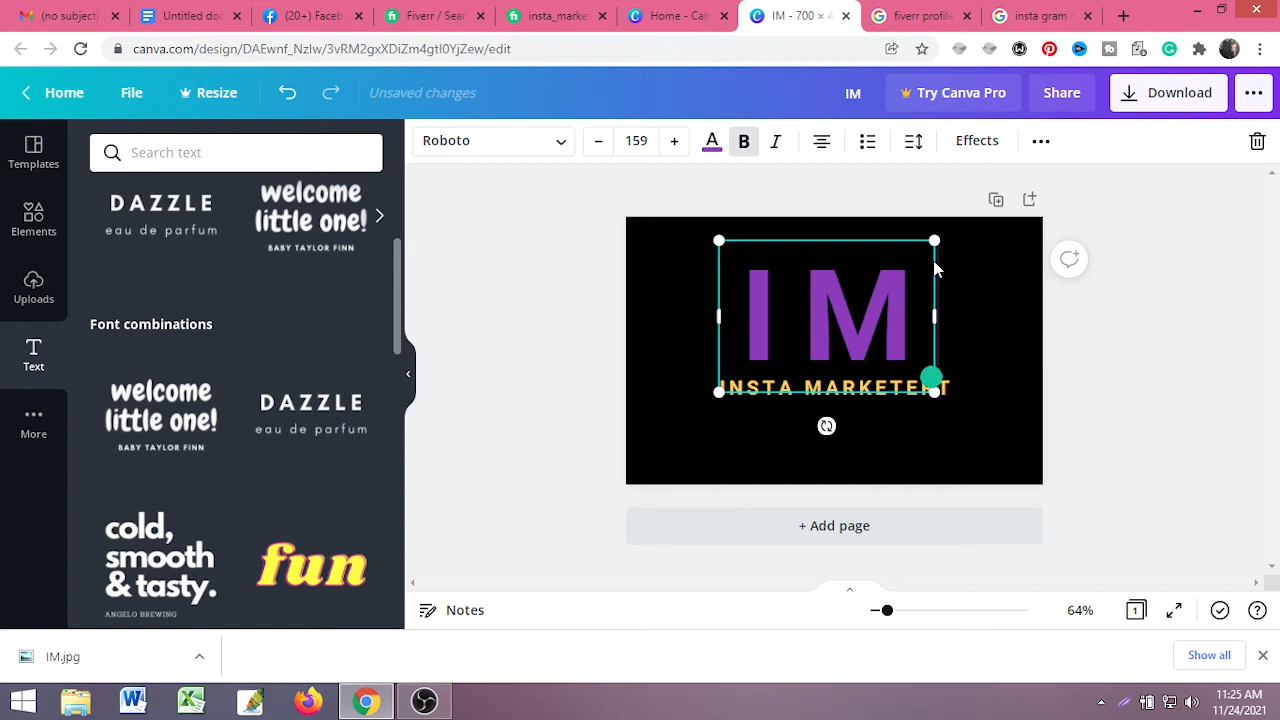 (no subject)
Untitled doc
(20+) Faceb
Fiverr / Sear
insta_market
Home - Can
IM - 700 × 4
fiverr profile
insta gram l
canva.com/design/DAEwnf_NzIw/3vRM2gxXDiZm4gtl0YjZew/edit
Home
File
Resize
Unsaved changes
IM
Try Canva Pro
Share
Download
Templates
Elements
Uploads
Text
More
Search text
DAZZLE
eau de parfum
welcome
little one!
BABY TAYLOR FINN
Font combinations
welcome
little one!
BABY TAYLOR FINN
DAZZLE
eau de parfum
cold,
smooth
& tasty.
ANGELO BREWING
fun
Roboto
159
A
B
I
Effects
I M
INSTA MARKETERT
+ Add page
Notes
64%
1
IM.jpg
Show all
11:25 AM
11/24/2021